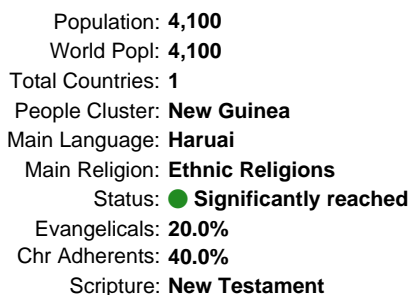 Population: 4,100
World Popl: 4,100
Total Countries: 1
People Cluster: New Guinea
Main Language: Haruai
Main Religion: Ethnic Religions
Status: Significantly reached
Evangelicals: 20.0%
Chr Adherents: 40.0%
Scripture: New Testament